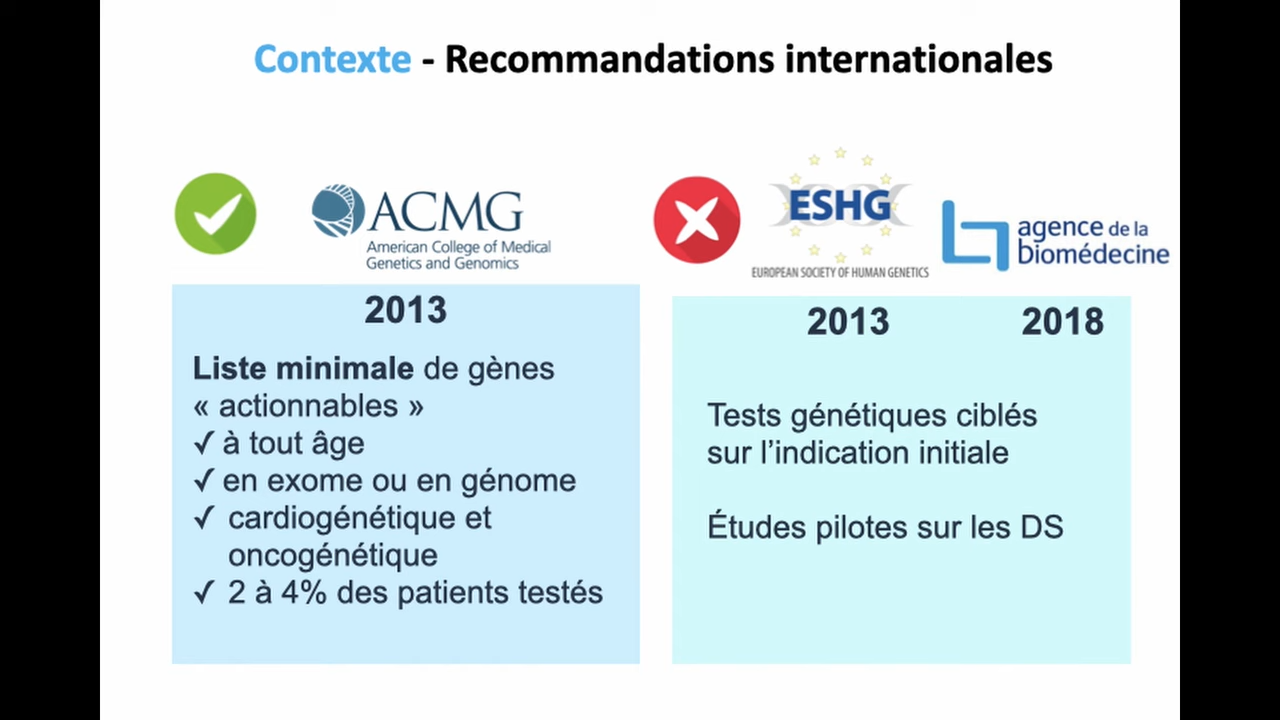 Contexte - Recommandations internationales
ACMG
American College of Medical
Genetics and Genomics
2013
Liste minimale de gènes
« actionnables »
✓ à tout âge
✓ en exome ou en génome
✓ cardiogénétique et
oncogénétique
✓ 2 à 4% des patients testés
ESHG
EUROPEAN SOCIETY OF HUMAN GENETICS
agence de la
biomédecine
2013 2018
Tests génétiques ciblés
sur l'indication initiale
Études pilotes sur les DS